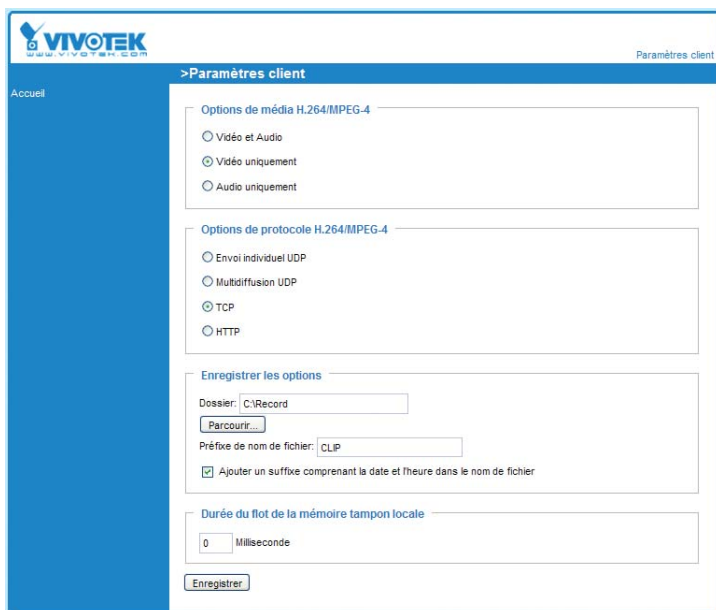 VIVOTEK
www.vivotek.com
Paramètres client
>Paramètres client
Accueil
Options de média H.264/MPEG-4
Vidéo et Audio
Vidéo uniquement
Audio uniquement
Options de protocole H.264/MPEG-4
Envoi individuel UDP
Multidiffusion UDP
TCP
HTTP
Enregistrer les options
Dossier: C:\Record
Parcourir...
Préfixe de nom de fichier: CLIP
Ajouter un suffixe comprenant la date et l'heure dans le nom de fichier
Durée du flot de la mémoire tampon locale
0 Milliseconde
Enregistrer